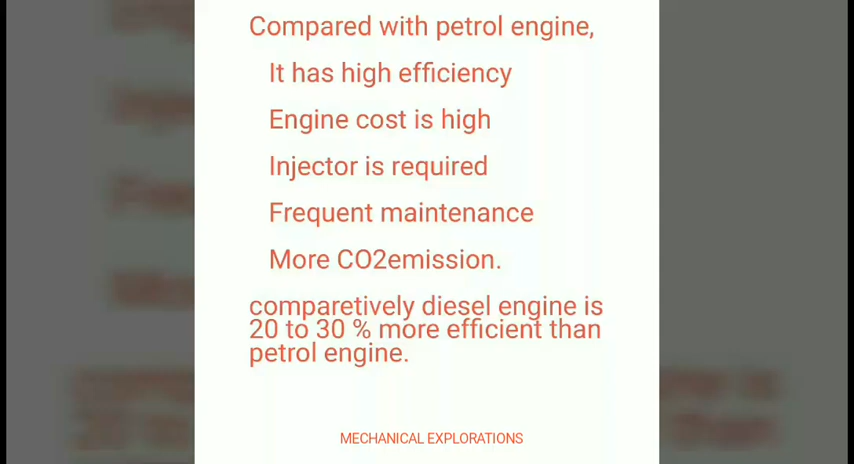 Compared with petrol engine,
It has high efficiency
Engine cost is high
Injector is required
Frequent maintenance
More CO2emission.
comparetively diesel engine is
20 to 30 % more efficient than
petrol engine.
MECHANICAL EXPLORATIONS